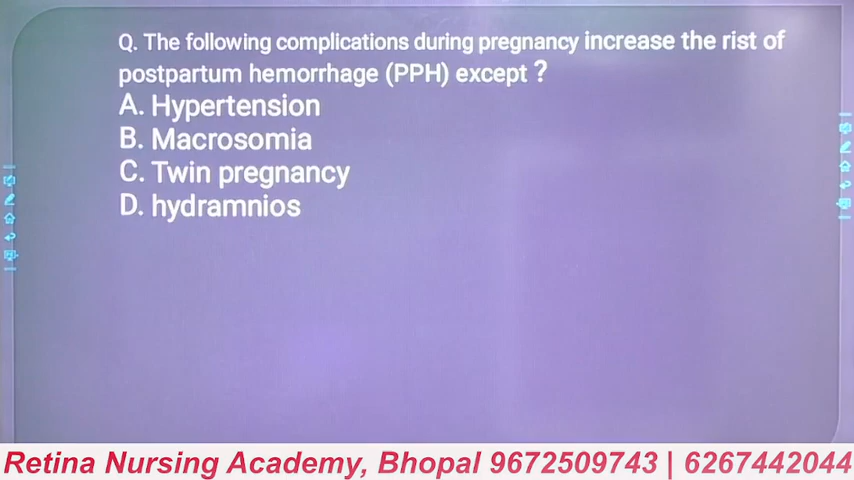 Q. The following complications during pregnancy increase the rist of
postpartum hemorrhage (PPH) except ?
A. Hypertension
B. Macrosomia
C. Twin pregnancy
D. hydramnios
Retina Nursing Academy, Bhopal 9672509743 | 6267442044